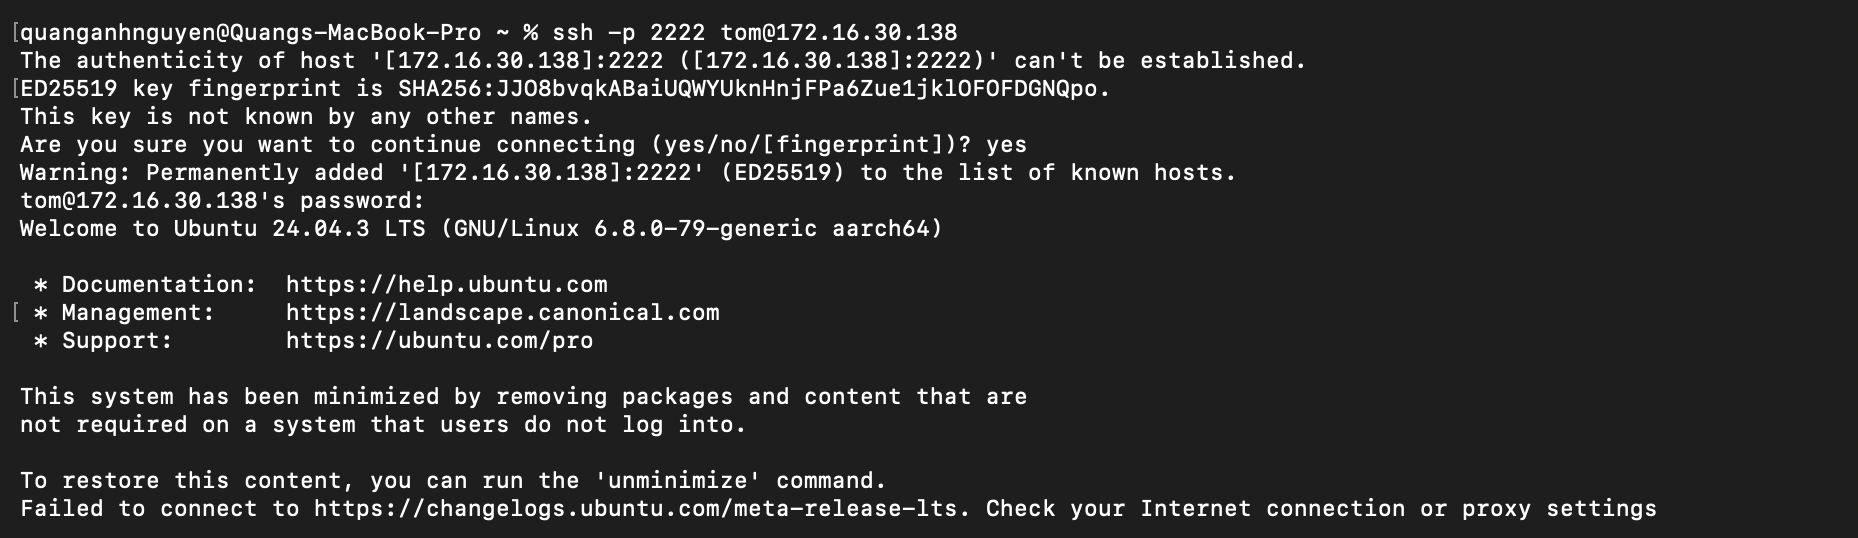 [quanganhnguyen@Quangs-MacBook-Pro ~ % ssh -p 2222 tom@172.16.30.138
The authenticity of host '[172.16.30.138]:2222 ([172.16.30.138]:2222)' can't be established.
[ED25519 key fingerprint is SHA256:JJO8bvqkABaiUQWYUknHnjFPa6Zue1jklOFOFDGNQpo.
This key is not known by any other names.
Are you sure you want to continue connecting (yes/no/[fingerprint])? yes
Warning: Permanently added '[172.16.30.138]:2222' (ED25519) to the list of known hosts.
tom@172.16.30.138's password:
Welcome to Ubuntu 24.04.3 LTS (GNU/Linux 6.8.0-79-generic aarch64)

 * Documentation:  https://help.ubuntu.com
[ * Management:     https://landscape.canonical.com
 * Support:        https://ubuntu.com/pro

This system has been minimized by removing packages and content that are
not required on a system that users do not log into.

To restore this content, you can run the 'unminimize' command.
Failed to connect to https://changelogs.ubuntu.com/meta-release-lts. Check your Internet connection or proxy settings